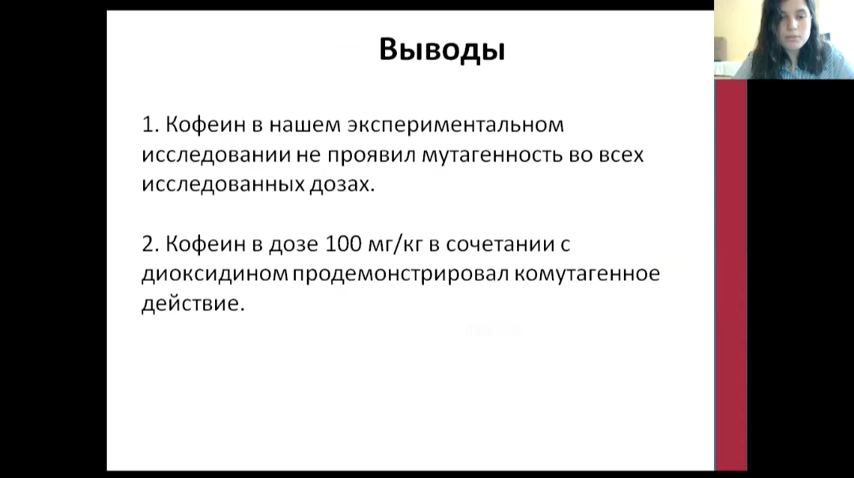 Выводы
1. Кофеин в нашем экспериментальном
исследовании не проявил мутагенность во всех
исследованных дозах.
2. Кофеин в дозе 100 мг/кг в сочетании с
диоксидином продемонстрировал комутагенное
действие.